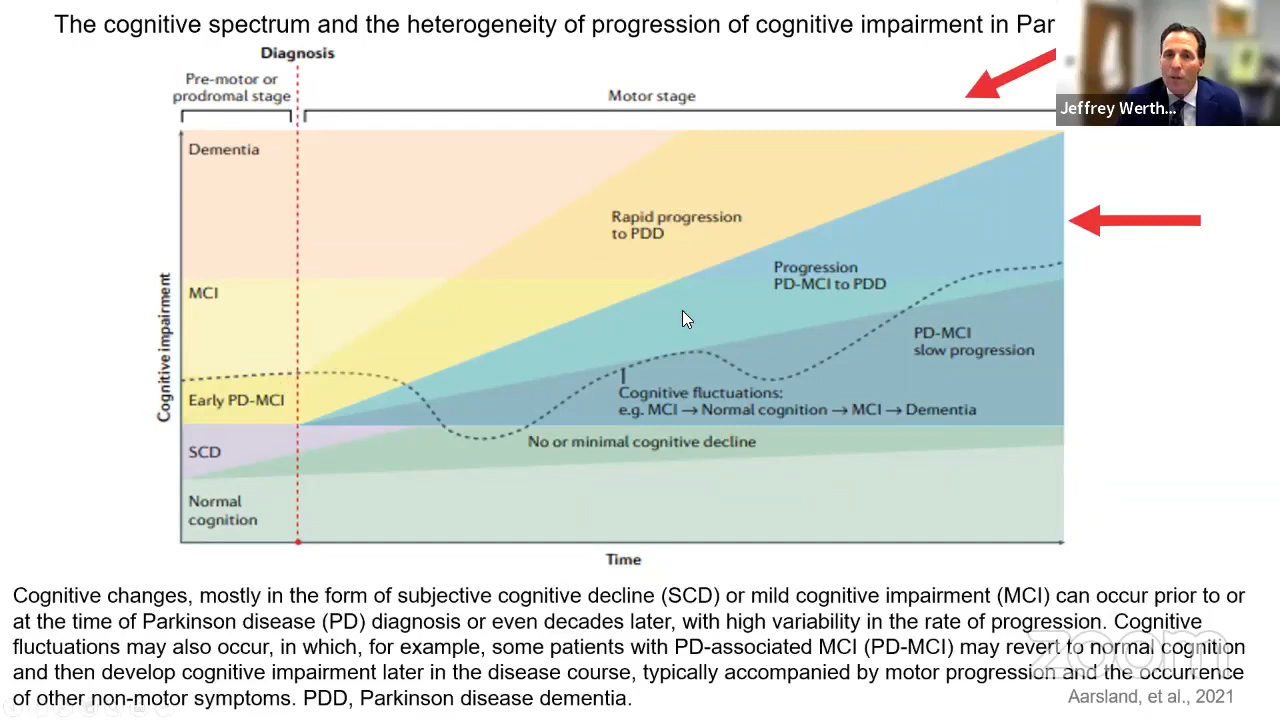 The cognitive spectrum and the heterogeneity of progression of cognitive impairment in Par
Jeffrey Werth...
Diagnosis
Pre-motor or
prodromal stage
Motor stage
Dementia
Rapid progression
to PDD
Progression
PD-MCI to PDD
MCI
PD-MCI
slow progression
Cognitive impairment
Early PD-MCI
Cognitive fluctuations:
e.g. MCI → Normal cognition → MCI → Dementia
No or minimal cognitive decline
SCD
Normal
cognition
Time
Cognitive changes, mostly in the form of subjective cognitive decline (SCD) or mild cognitive impairment (MCI) can occur prior to or
at the time of Parkinson disease (PD) diagnosis or even decades later, with high variability in the rate of progression. Cognitive
fluctuations may also occur, in which, for example, some patients with PD-associated MCI (PD-MCI) may revert to normal cognition
and then develop cognitive impairment later in the disease course, typically accompanied by motor progression and the occurrence
of other non-motor symptoms. PDD, Parkinson disease dementia.
zoom
Aarsland, et al., 2021